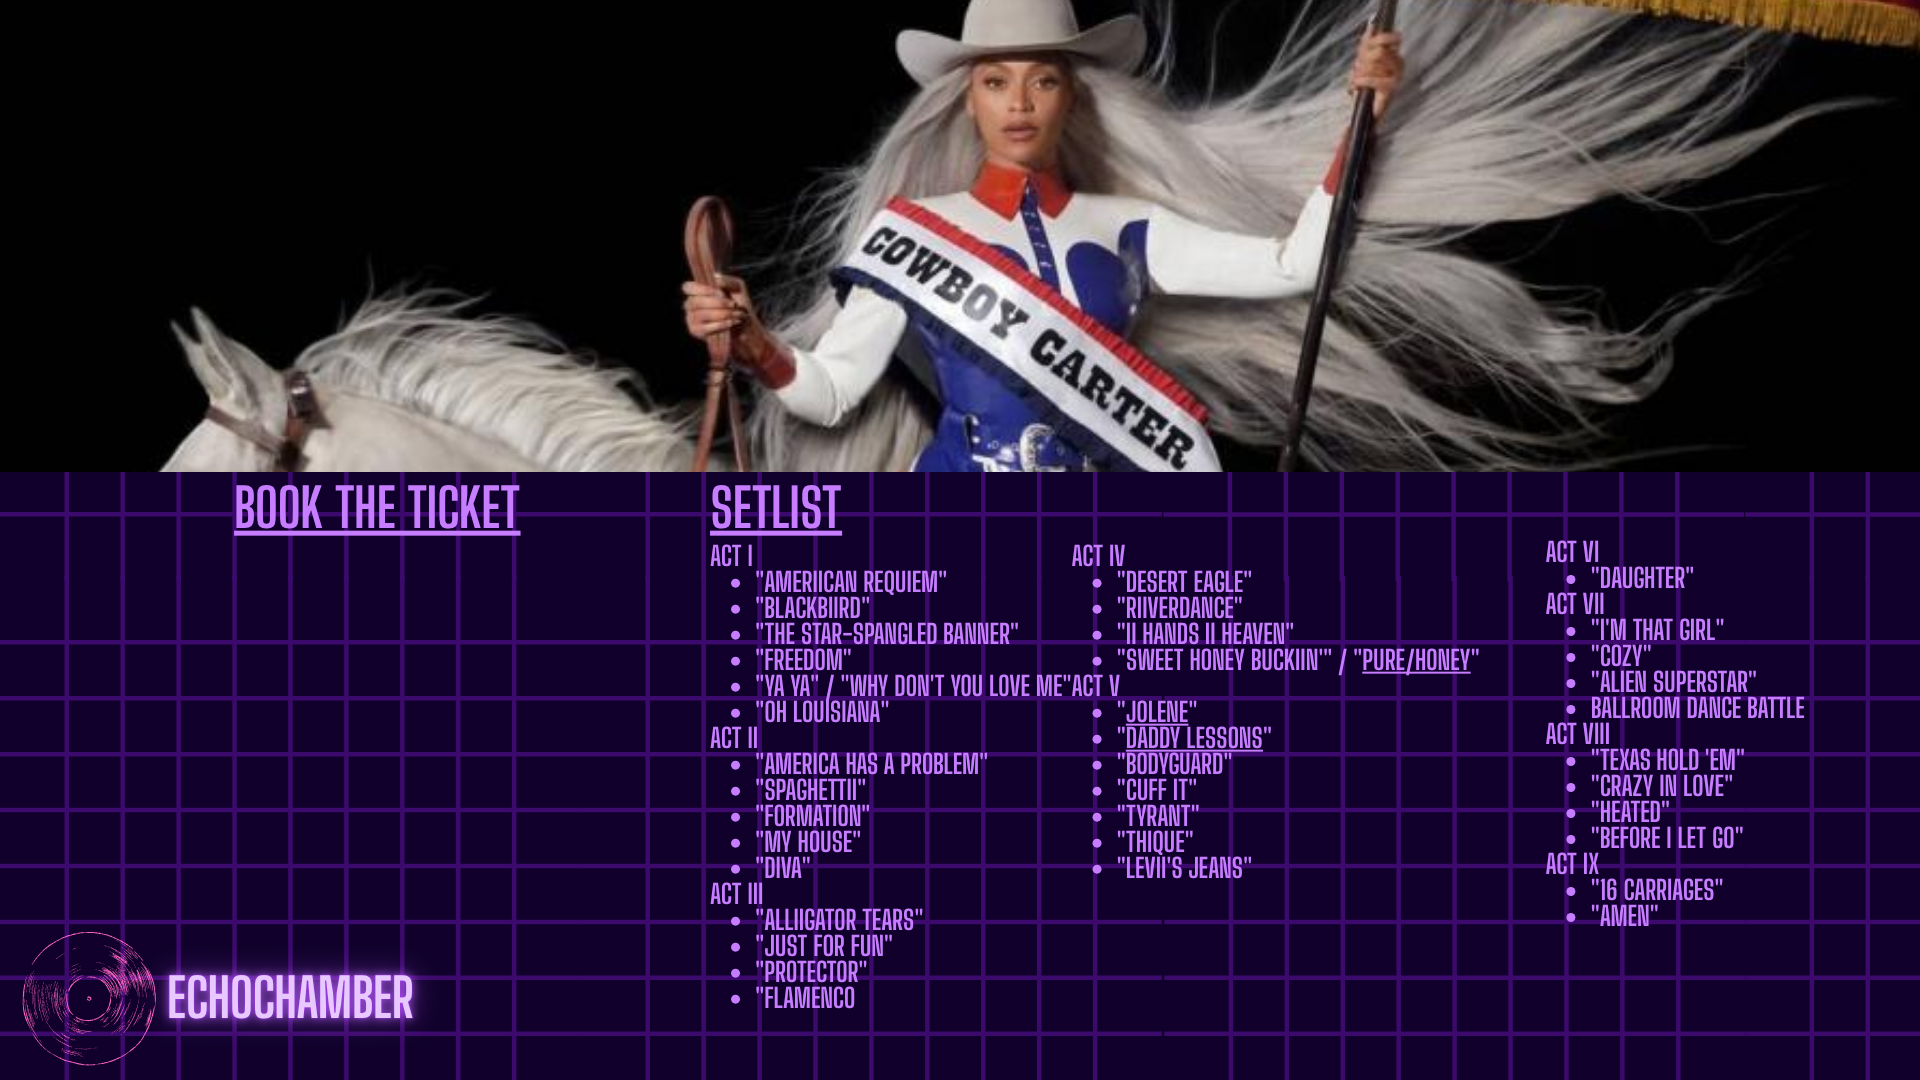 COWBOY CARTER
BOOK THE TICKET
SETLIST
ACT I
"AMERIICAN REQUIEM"
"BLACKBIIRD"
"THE STAR-SPANGLED BANNER"
"FREEDOM"
"YA YA" / "WHY DON'T YOU LOVE ME"
"OH LOUISIANA"
ACT II
"AMERICA HAS A PROBLEM"
"SPAGHETTII"
"FORMATION"
"MY HOUSE"
"DIVA"
ACT III
"ALLIIGATOR TEARS"
"JUST FOR FUN"
"PROTECTOR"
"FLAMENCO
ACT IV
"DESERT EAGLE"
"RIIVERDANCE"
"II HANDS II HEAVEN"
"SWEET HONEY BUCKIIN'" / "PURE/HONEY"
ACT V
"JOLENE"
"DADDY LESSONS"
"BODYGUARD"
"CUFF IT"
"TYRANT"
"THIQUE"
"LEVII'S JEANS"
ACT VI
"DAUGHTER"
ACT VII
"I'M THAT GIRL"
"COZY"
"ALIEN SUPERSTAR"
BALLROOM DANCE BATTLE
ACT VIII
"TEXAS HOLD 'EM"
"CRAZY IN LOVE"
"HEATED"
"BEFORE I LET GO"
ACT IX
"16 CARRIAGES"
"AMEN"
ECHOCHAMBER